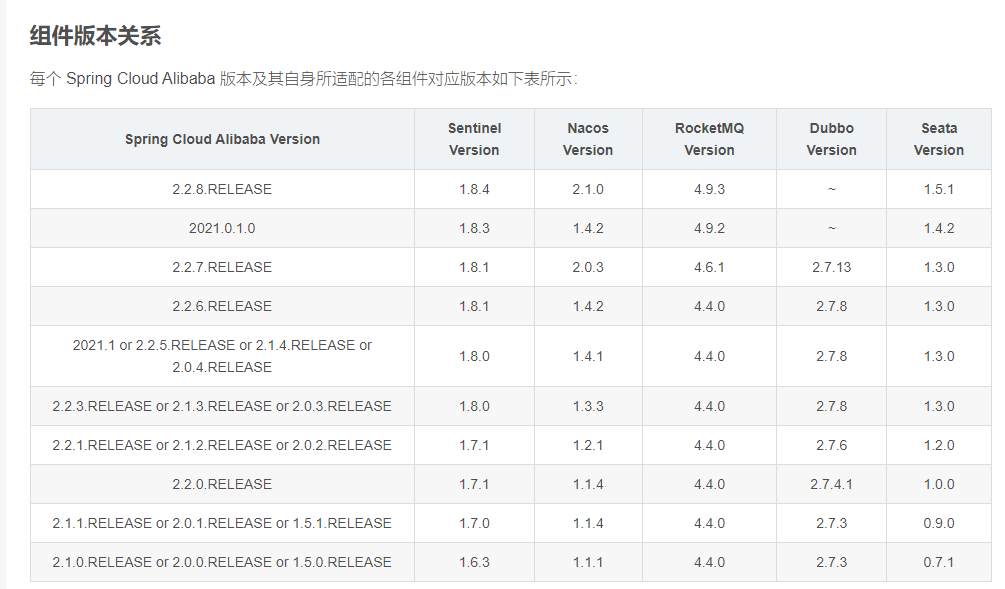 组件版本关系
每个 Spring Cloud Alibaba 版本及其自身所适配的各组件对应版本如下表所示：
Spring Cloud Alibaba Version Sentinel Version Nacos Version RocketMQ Version Dubbo Version Seata Version
2.2.8.RELEASE 1.8.4 2.1.0 4.9.3 ~ 1.5.1
2021.0.1.0 1.8.3 1.4.2 4.9.2 ~ 1.4.2
2.2.7.RELEASE 1.8.1 2.0.3 4.6.1 2.7.13 1.3.0
2.2.6.RELEASE 1.8.1 1.4.2 4.4.0 2.7.8 1.3.0
2021.1 or 2.2.5.RELEASE or 2.1.4.RELEASE or 2.0.4.RELEASE 1.8.0 1.4.1 4.4.0 2.7.8 1.3.0
2.2.3.RELEASE or 2.1.3.RELEASE or 2.0.3.RELEASE 1.8.0 1.3.3 4.4.0 2.7.8 1.3.0
2.2.1.RELEASE or 2.1.2.RELEASE or 2.0.2.RELEASE 1.7.1 1.2.1 4.4.0 2.7.6 1.2.0
2.2.0.RELEASE 1.7.1 1.1.4 4.4.0 2.7.4.1 1.0.0
2.1.1.RELEASE or 2.0.1.RELEASE or 1.5.1.RELEASE 1.7.0 1.1.4 4.4.0 2.7.3 0.9.0
2.1.0.RELEASE or 2.0.0.RELEASE or 1.5.0.RELEASE 1.6.3 1.1.1 4.4.0 2.7.3 0.7.1